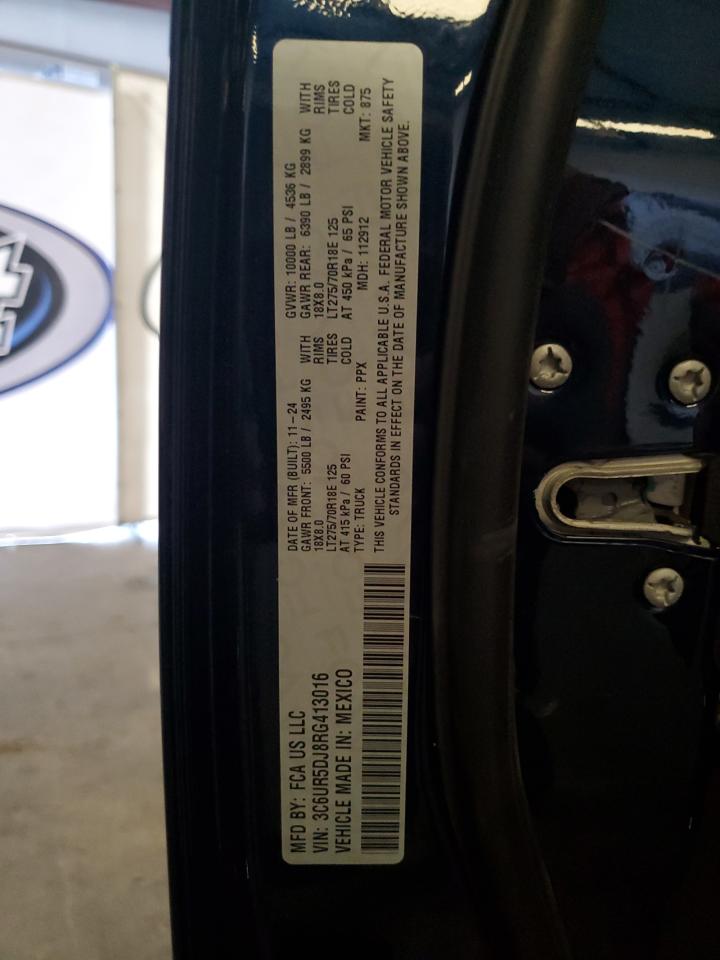 MFD BY: FCA US LLC
VIN: 3C6UR5DJ8RG413016
VEHICLE MADE IN: MEXICO
DATE OF MFR (BUILT): 11-24 GVWR: 10000 LB / 4536 KG
GAWR FRONT: 5500 LB / 2495 KG WITH GAWR REAR: 6390 LB / 2899 KG WITH
18X8.0 RIMS 18X8.0 RIMS
LT275/70R18E 125 TIRES LT275/70R18E 125 TIRES
AT 415 kPa / 60 PSI COLD AT 450 kPa / 65 PSI COLD
TYPE: TRUCK PAINT: PPX MDH: 112912 MKT: 875
THIS VEHICLE CONFORMS TO ALL APPLICABLE U.S.A. FEDERAL MOTOR VEHICLE SAFETY
STANDARDS IN EFFECT ON THE DATE OF MANUFACTURE SHOWN ABOVE.